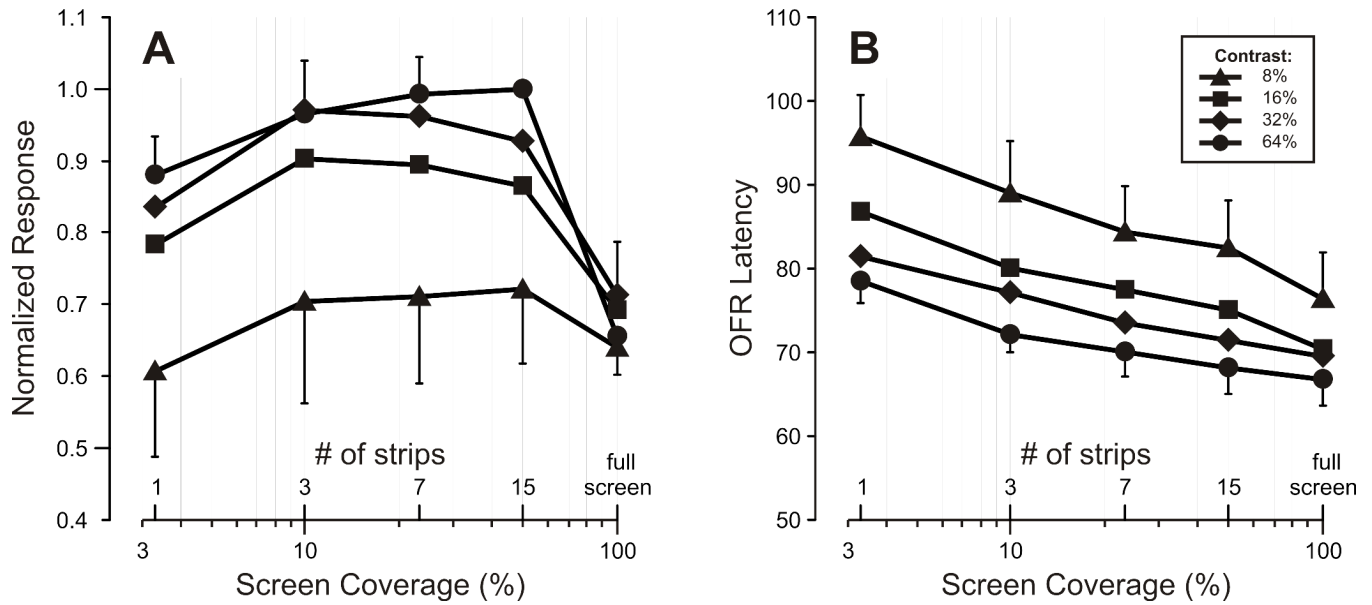 A
Normalized Response
1.1
1.0
0.9
0.8
0.7
0.6
0.5
0.4
# of strips
1
3
7
15
full
screen
3
10
100
Screen Coverage (%)
B
OFR Latency
110
100
90
80
70
60
50
Contrast:
8%
16%
32%
64%
# of strips
1
3
7
15
full
screen
3
10
100
Screen Coverage (%)